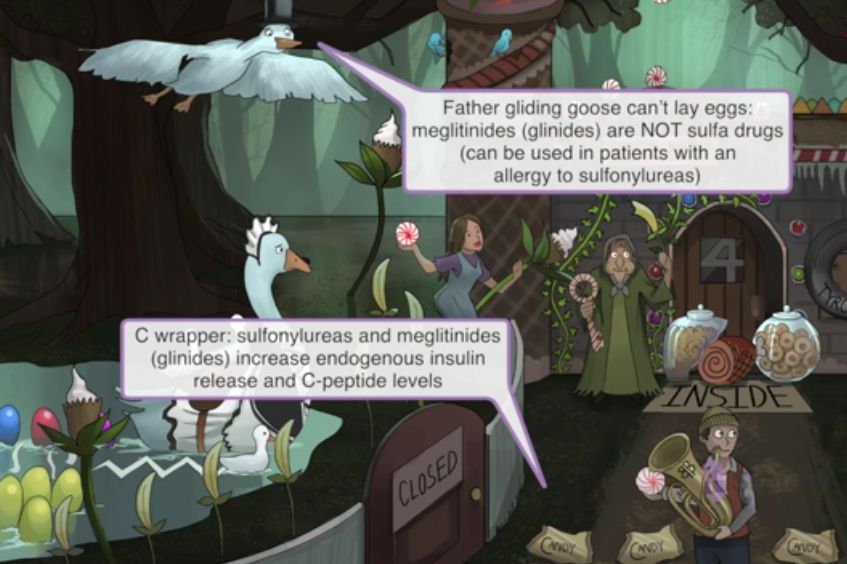 Father gliding goose can't lay eggs:
meglitinides (glinides) are NOT sulfa drugs
(can be used in patients with an
allergy to sulfonylureas)
4
C wrapper: sulfonylureas and meglitinides
(glinides) increase endogenous insulin
release and C-peptide levels
INSIDE
CLOSED
CANDY
CANDY
CANDY